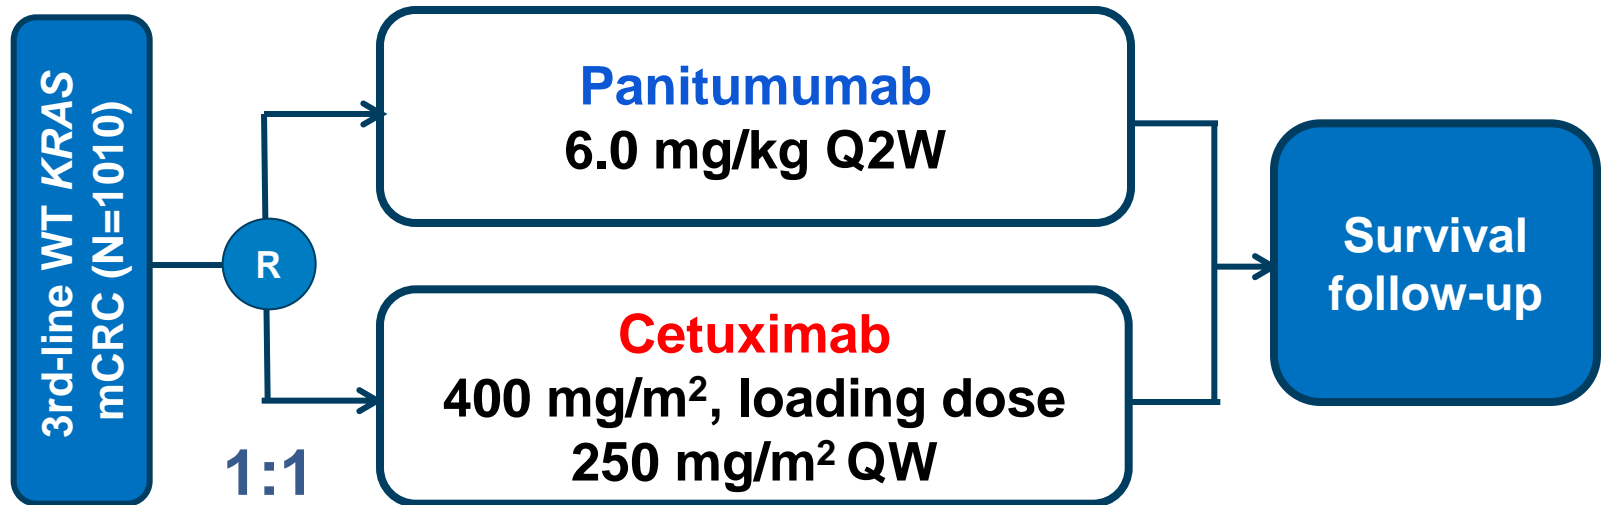 3rd-line WT KRAS
mCRC (N=1010)
R
1:1
Panitumumab
6.0 mg/kg Q2W
Cetuximab
400 mg/m², loading dose
250 mg/m² QW
Survival
follow-up